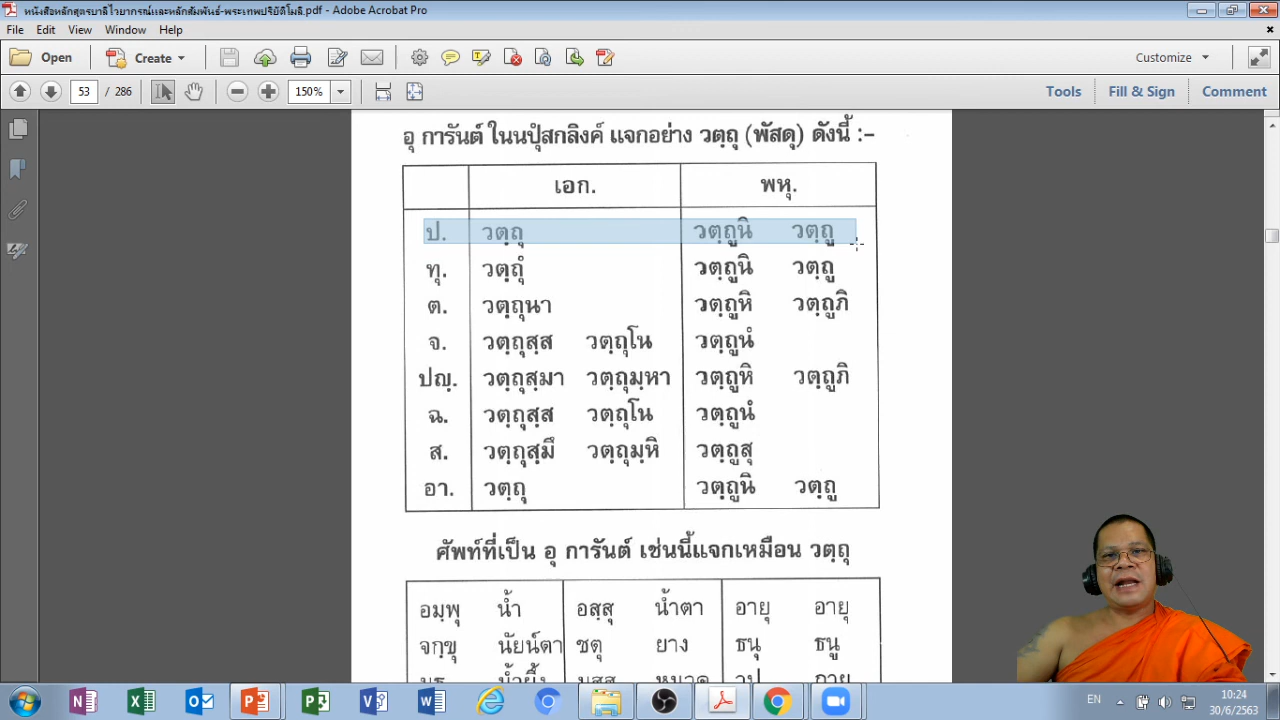 หนังสือหลักสูตรบาลีไวยากรณ์และหลักสัมพันธ์-พระเทพปริยัติโมลี.pdf - Adobe Acrobat Pro
File Edit View Window Help
Open Create Customize
53 / 286 150% Tools Fill & Sign Comment
อุ การันต์ ในนปุํสกลิงค์ แจกอย่าง วตฺถุ (พัสดุ) ดังนี้ :-
เอก. พหุ.
ป. วตฺถุ วตฺถูนิ วตฺถู
ทุ. วตฺถุํ วตฺถูนิ วตฺถู
ต. วตฺถุนา วตฺถูหิ วตฺถูภิ
จ. วตฺถุสฺส วตฺถุโน วตฺถูนํ
ปญฺ. วตฺถุสฺมา วตฺถุมฺหา วตฺถูหิ วตฺถูภิ
ฉ. วตฺถุสฺส วตฺถุโน วตฺถูนํ
ส. วตฺถุสฺมึ วตฺถุมฺหิ วตฺถูสุ
อา. วตฺถุ วตฺถูนิ วตฺถู
ศัพท์ที่เป็น อุ การันต์ เช่นนี้แจกเหมือน วตฺถุ
อมฺพุ น้ำ อสฺสุ น้ำตา อายุ อายุ
จกฺขุ นัยน์ตา ชตุ ยาง ธนุ ธนู
EN 10:24
30/6/2563